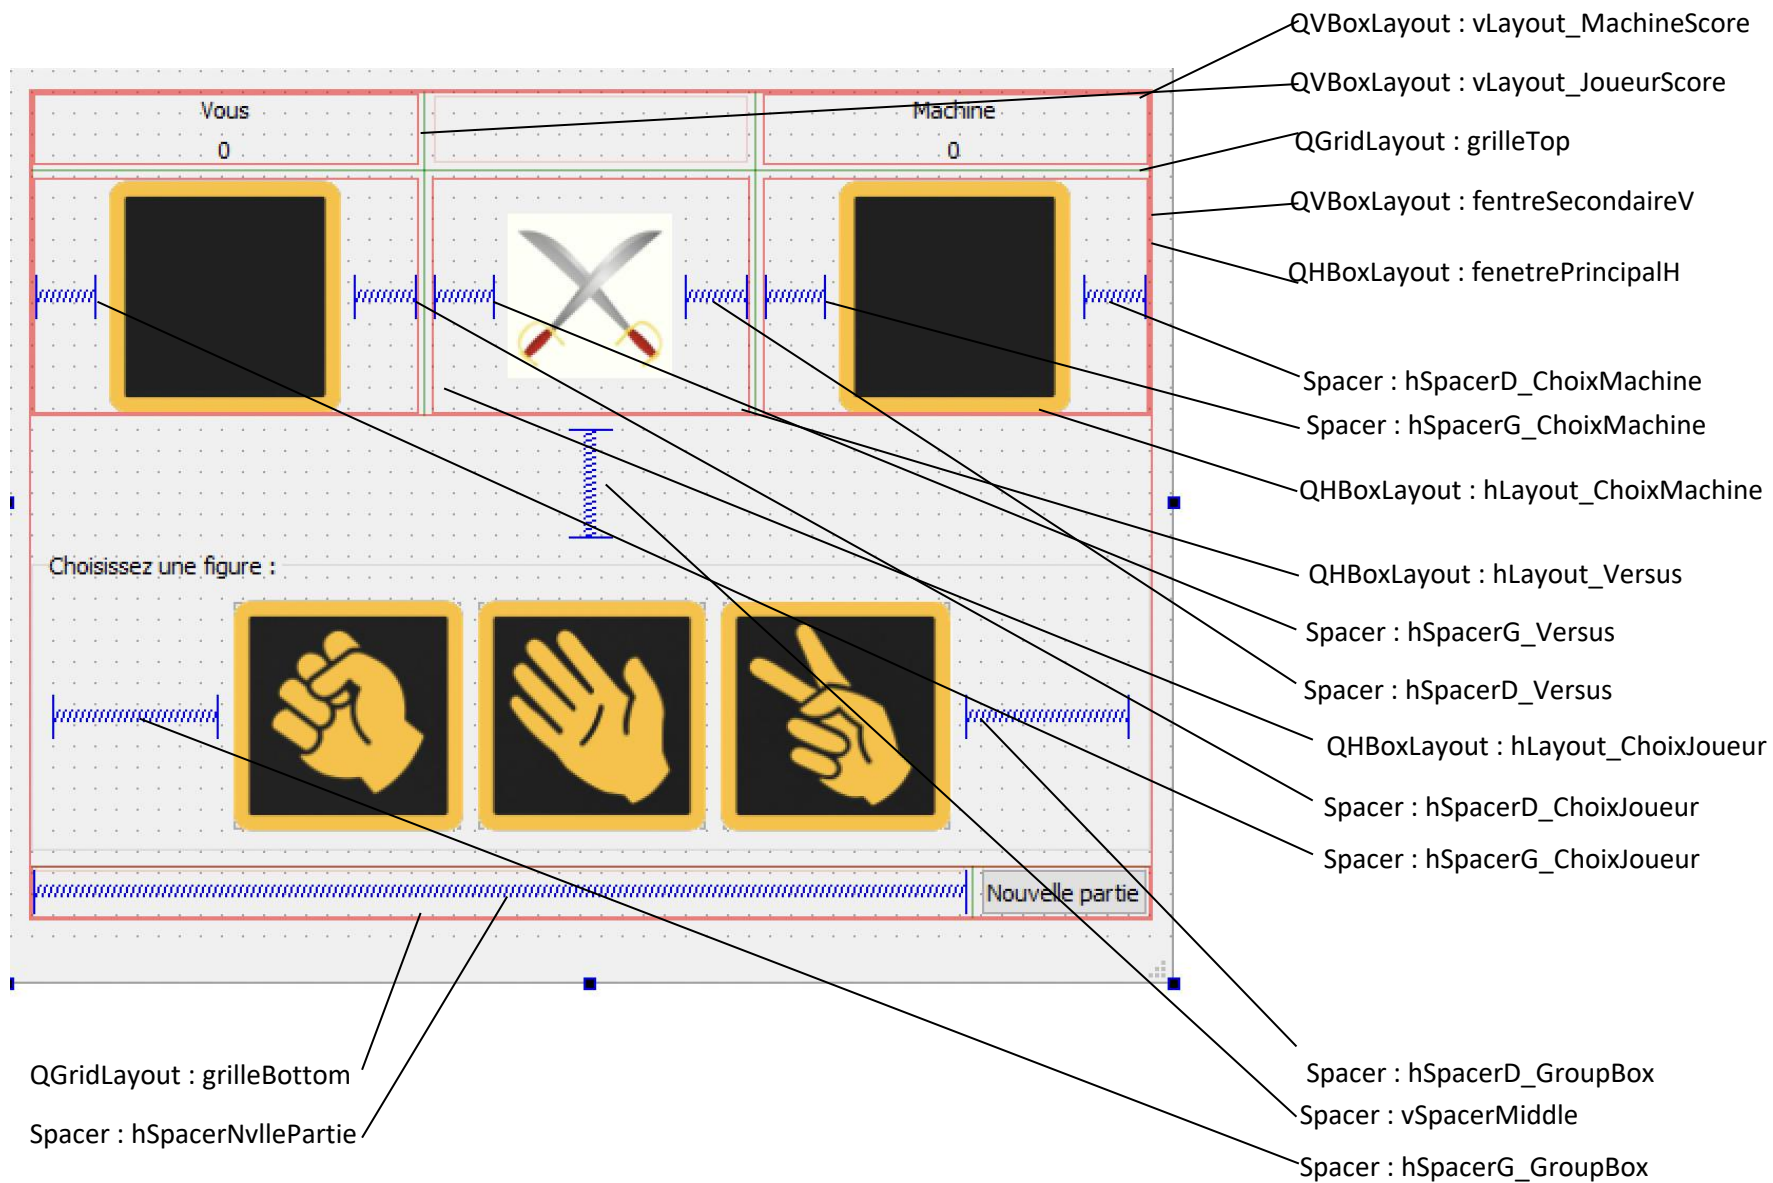 QVBoxLayout : vLayout_MachineScore
QVBoxLayout : vLayout_JoueurScore
Vous
Machine
0
0
QGridLayout : grilleTop
QVBoxLayout : fentreSecondaireV
QHBoxLayout : fenetrePrincipalH
Spacer : hSpacerD_ChoixMachine
Spacer : hSpacerG_ChoixMachine
QHBoxLayout : hLayout_ChoixMachine
Choisissez une figure :
QHBoxLayout : hLayout_Versus
Spacer : hSpacerG_Versus
Spacer : hSpacerD_Versus
QHBoxLayout : hLayout_ChoixJoueur
Spacer : hSpacerD_ChoixJoueur
Spacer : hSpacerG_ChoixJoueur
Nouvelle partie
QGridLayout : grilleBottom
Spacer : hSpacerNvllePartie
Spacer : hSpacerD_GroupBox
Spacer : vSpacerMiddle
Spacer : hSpacerG_GroupBox